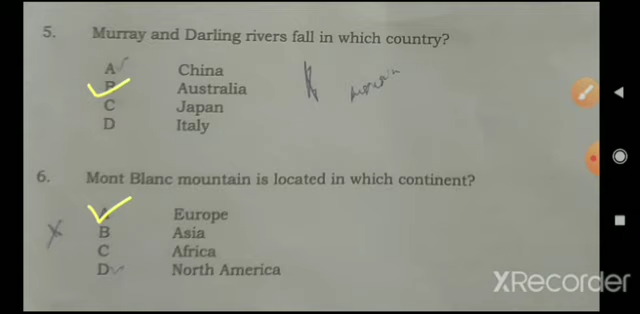 5. Murray and Darling rivers fall in which country?
A China
B Australia
C Japan
D Italy
6. Mont Blanc mountain is located in which continent?
A Europe
B Asia
C Africa
D North America
XRecorder